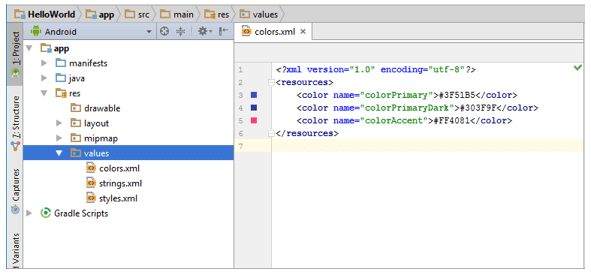 HelloWorld app src main res values
Android
colors.xml ×
1: Project
Z: Structure
Captures
Variants
app
manifests
java
res
drawable
layout
mipmap
values
colors.xml
strings.xml
styles.xml
Gradle Scripts
1 <?xml version="1.0" encoding="utf-8"?>
2 <resources>
3 <color name="colorPrimary">#3F51B5</color>
4 <color name="colorPrimaryDark">#303F9F</color>
5 <color name="colorAccent">#FF4081</color>
6 </resources>
7